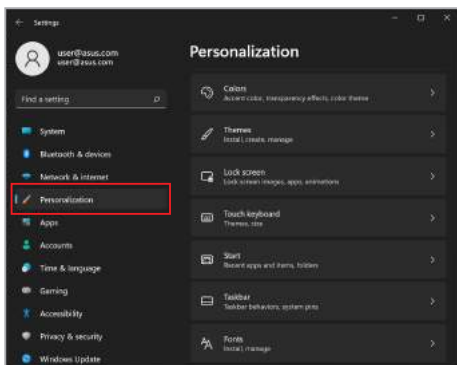 Settings
user@asus.com
user@asus.com
Find a setting
System
Bluetooth & devices
Network & internet
Personalization
Apps
Accounts
Time & language
Gaming
Accessibility
Privacy & security
Windows Update
Personalization
Colors
Accent color, transparency effects, color theme
Themes
Install, create, manage
Lock screen
Lock screen images, apps, animations
Touch keyboard
Themes, size
Start
Recent apps and items, folders
Taskbar
Taskbar behaviors, system pins
Fonts
Install, manage